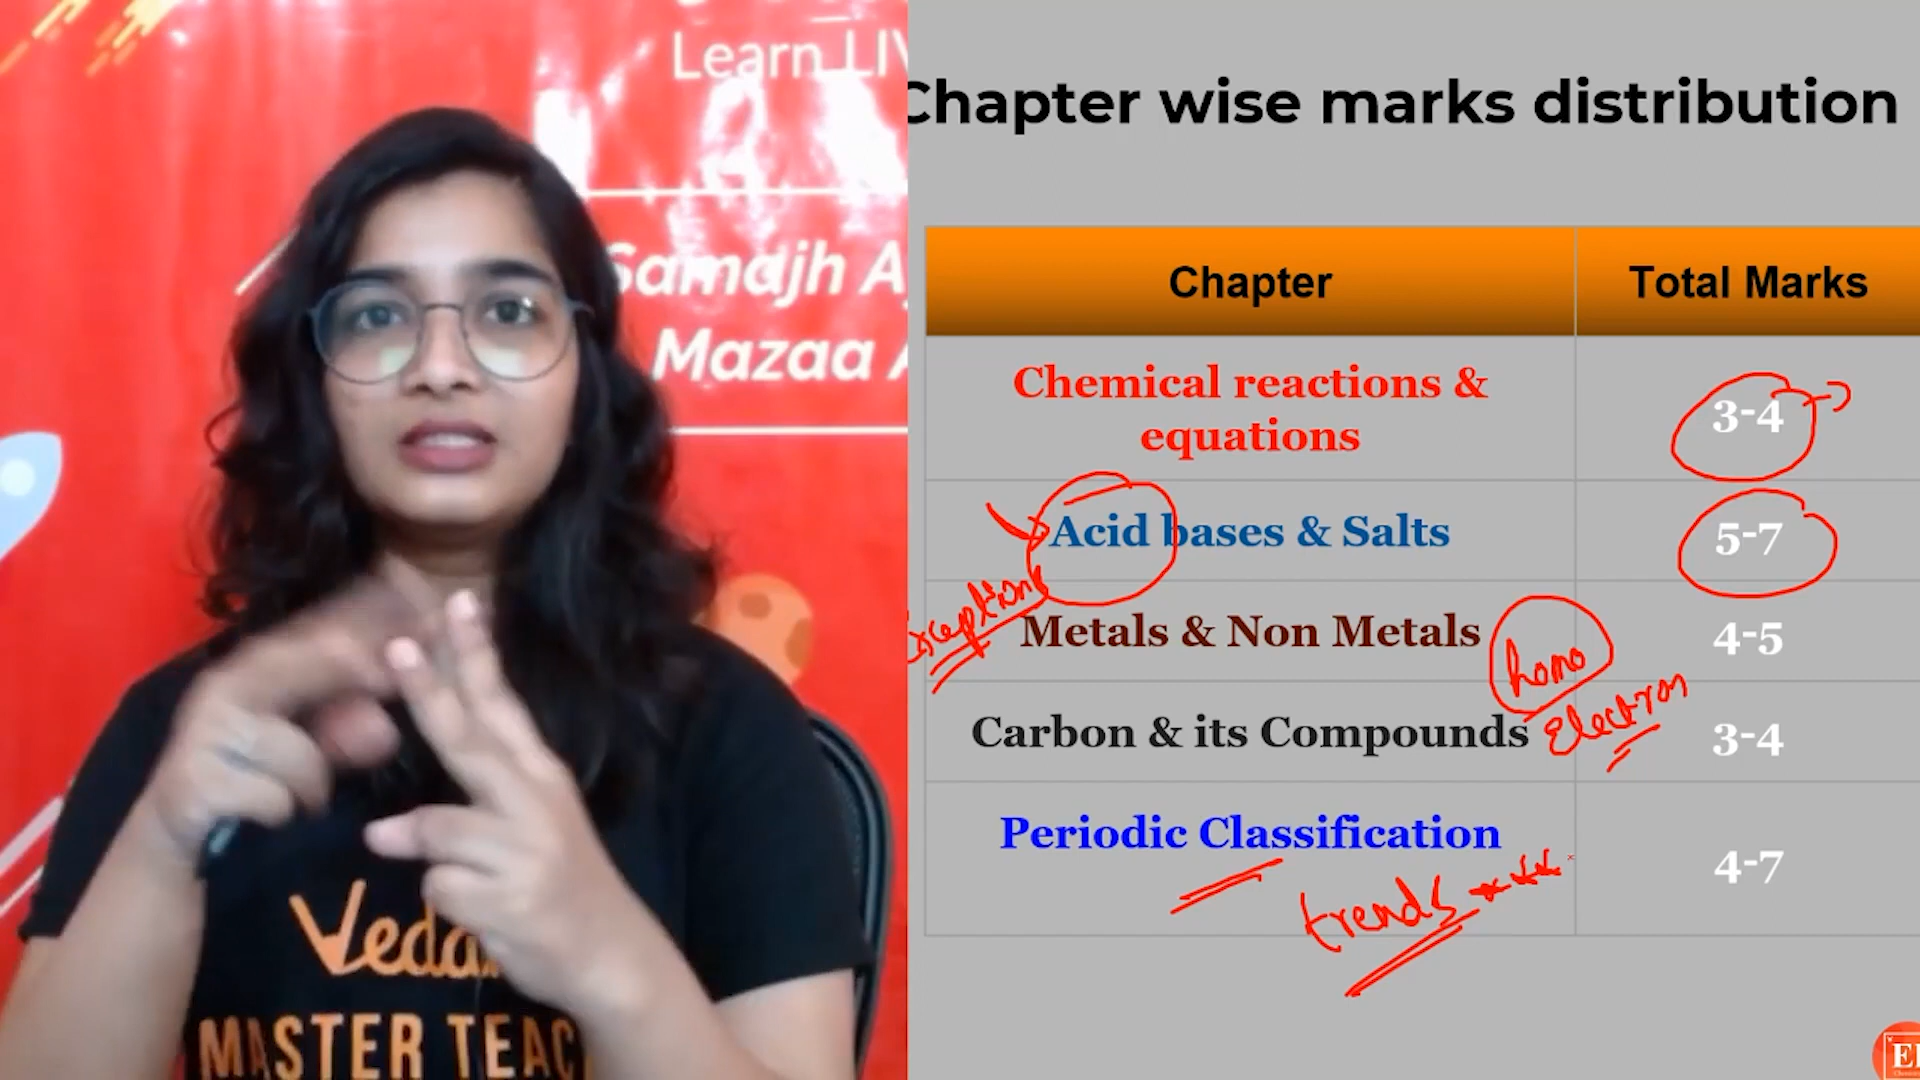 Learn LIV
Samajh A
Mazaa A
Veda
MASTER TEAC
Chapter wise marks distribution
Chapter Total Marks
Chemical reactions &
equations
3-4
Acid bases & Salts 5-7
Exception
Metals & Non Metals 4-5
homo
Electron
Carbon & its Compounds 3-4
Periodic Classification
4-7
trends